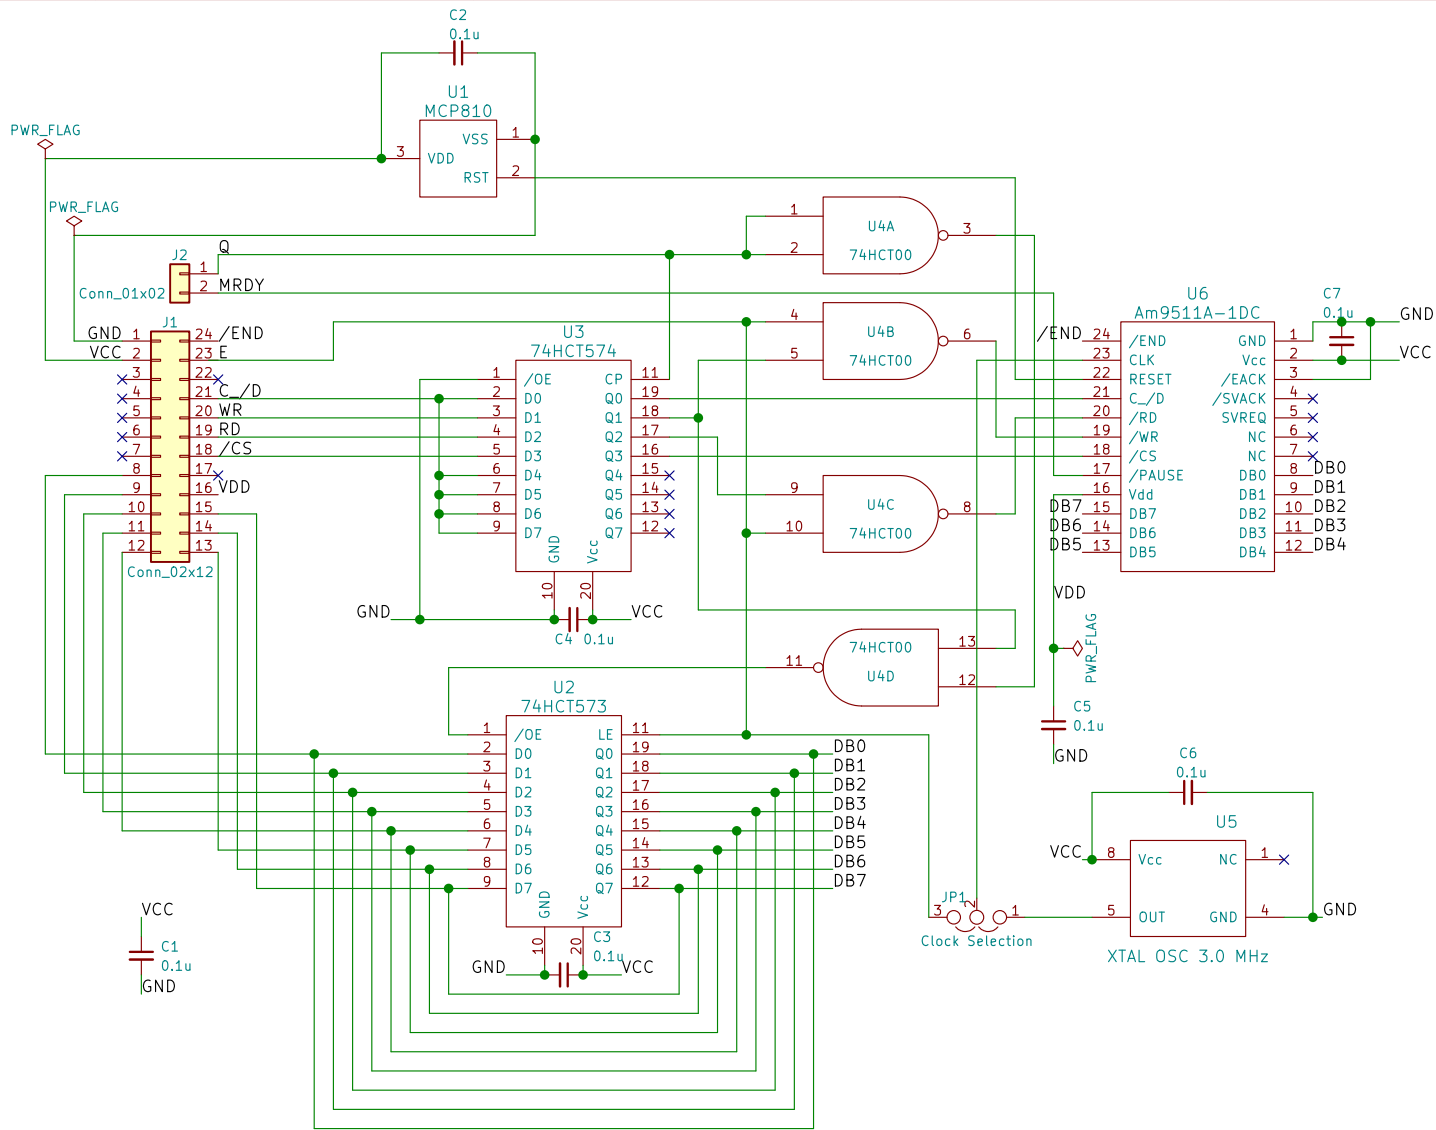 C2
0.1u
U1
MCP810
PWR_FLAG
VSS 1
3 VDD
RST 2
PWR_FLAG
1 U4A 3
2 74HCT00
Q
J2
1
2 MRDY
Conn_01x02
J1
GND 1 24 /END
VCC 2 23 E
3 22
4 21 C_/D
5 20 WR
6 19 RD
7 18 /CS
8 17
9 16 VDD
10 15
11 14
12 13
Conn_02x12
4 U4B 6
5 74HCT00
U3
74HCT574
1 /OE CP 11
2 D0 Q0 19
3 D1 Q1 18
4 D2 Q2 17
5 D3 Q3 16
6 D4 Q4 15
7 D5 Q5 14
8 D6 Q6 13
9 D7 Q7 12
GND Vcc
10 20
GND VCC
C4 0.1u
9 U4C 8
10 74HCT00
U6
Am9511A-1DC
C7
0.1u
GND
VCC
/END 24 /END GND 1
23 CLK Vcc 2
22 RESET /EACK 3
21 C_/D /SVACK 4
20 /RD SVREQ 5
19 /WR NC 6
18 /CS NC 7
17 /PAUSE DB0 8 DB0
16 Vdd DB1 9 DB1
DB7 15 DB7 DB2 10 DB2
DB6 14 DB6 DB3 11 DB3
DB5 13 DB5 DB4 12 DB4
VDD
PWR_FLAG
74HCT00 13
11 U4D 12
C5
0.1u
GND
U2
74HCT573
1 /OE LE 11
2 D0 Q0 19 DB0
3 D1 Q1 18 DB1
4 D2 Q2 17 DB2
5 D3 Q3 16 DB3
6 D4 Q4 15 DB4
7 D5 Q5 14 DB5
8 D6 Q6 13 DB6
9 D7 Q7 12 DB7
GND Vcc
10 20
C3
0.1u
GND VCC
C6
0.1u
U5
VCC 8 Vcc NC 1
5 OUT GND 4 GND
XTAL OSC 3.0 MHz
JP1
3 2 1
Clock Selection
VCC
C1
0.1u
GND